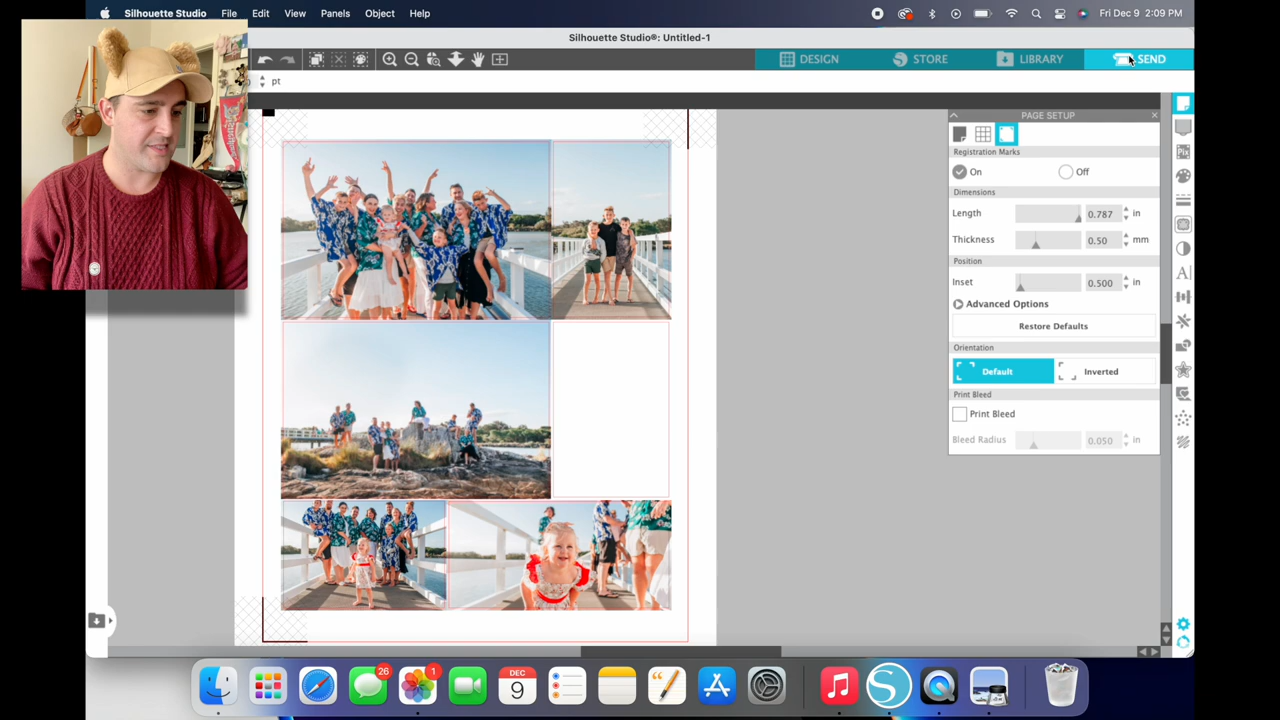 Silhouette Studio File Edit View Panels Object Help Fri Dec 9 2:09 PM
Silhouette Studio®: Untitled-1
DESIGN STORE LIBRARY SEND
pt
PAGE SETUP
Registration Marks
On Off
Dimensions
Length 0.787 in
Thickness 0.50 mm
Position
Inset 0.500 in
Advanced Options
Restore Defaults
Orientation
Default Inverted
Print Bleed
Print Bleed
Bleed Radius 0.050 in
26 1
DEC
9